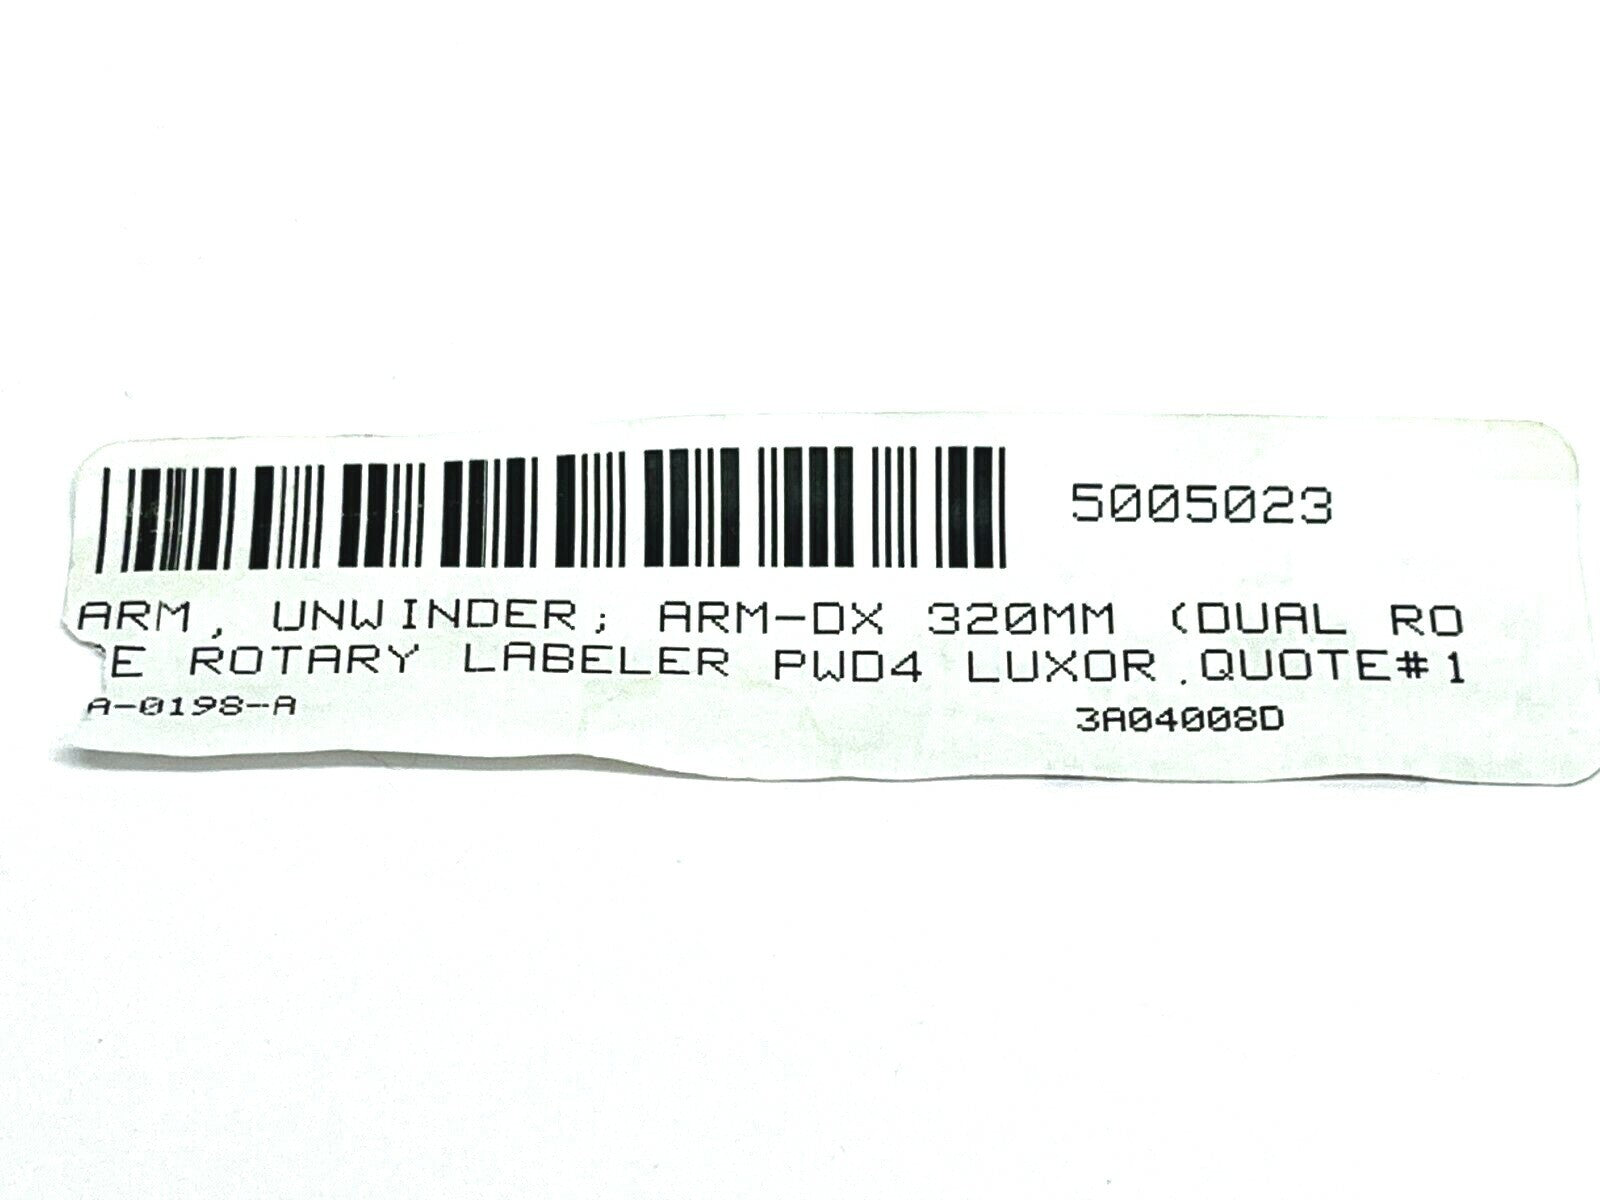 5005023
ARM, UNWINDER; ARM-DX 320MM (DUAL RO
E ROTARY LABELER PWD4 LUXOR.QUOTE#1
A-0198-A
3A04008D